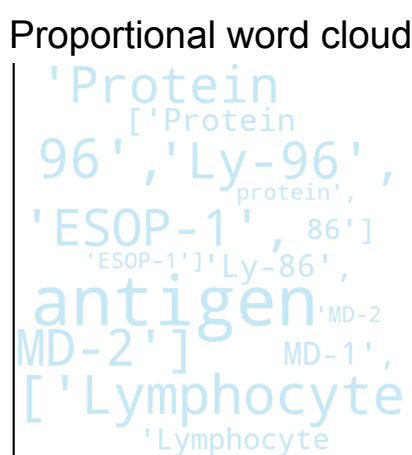 Proportional word cloud
'Protein
['Protein
96','Ly-96',
protein',
'ESOP-1', 86']
'ESOP-1']'Ly-86',
antigen'MD-2
MD-2'] MD-1',
['Lymphocyte
'Lymphocyte